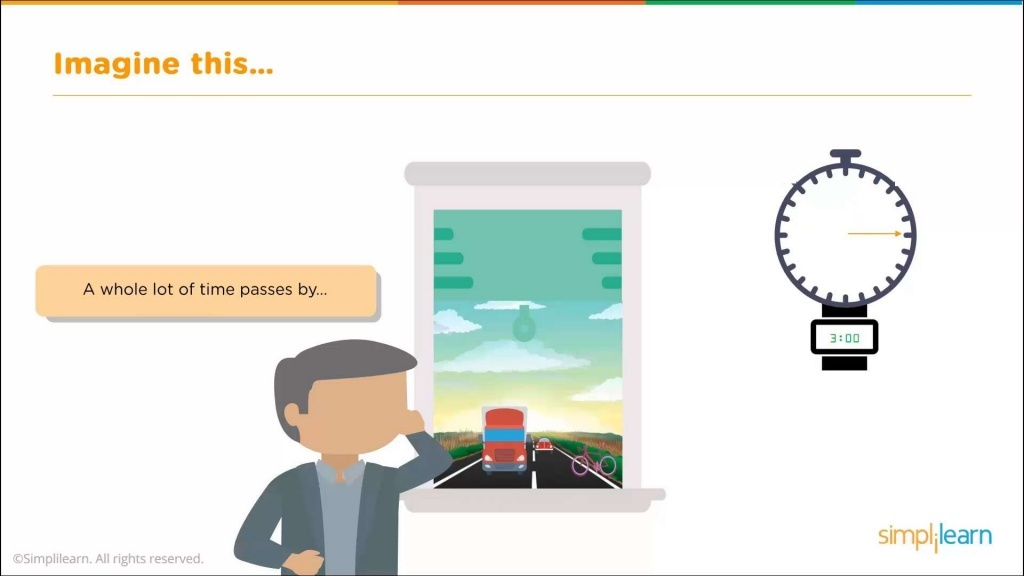 Imagine this...
A whole lot of time passes by...
3:00
©Simplilearn. All rights reserved.
simplilearn